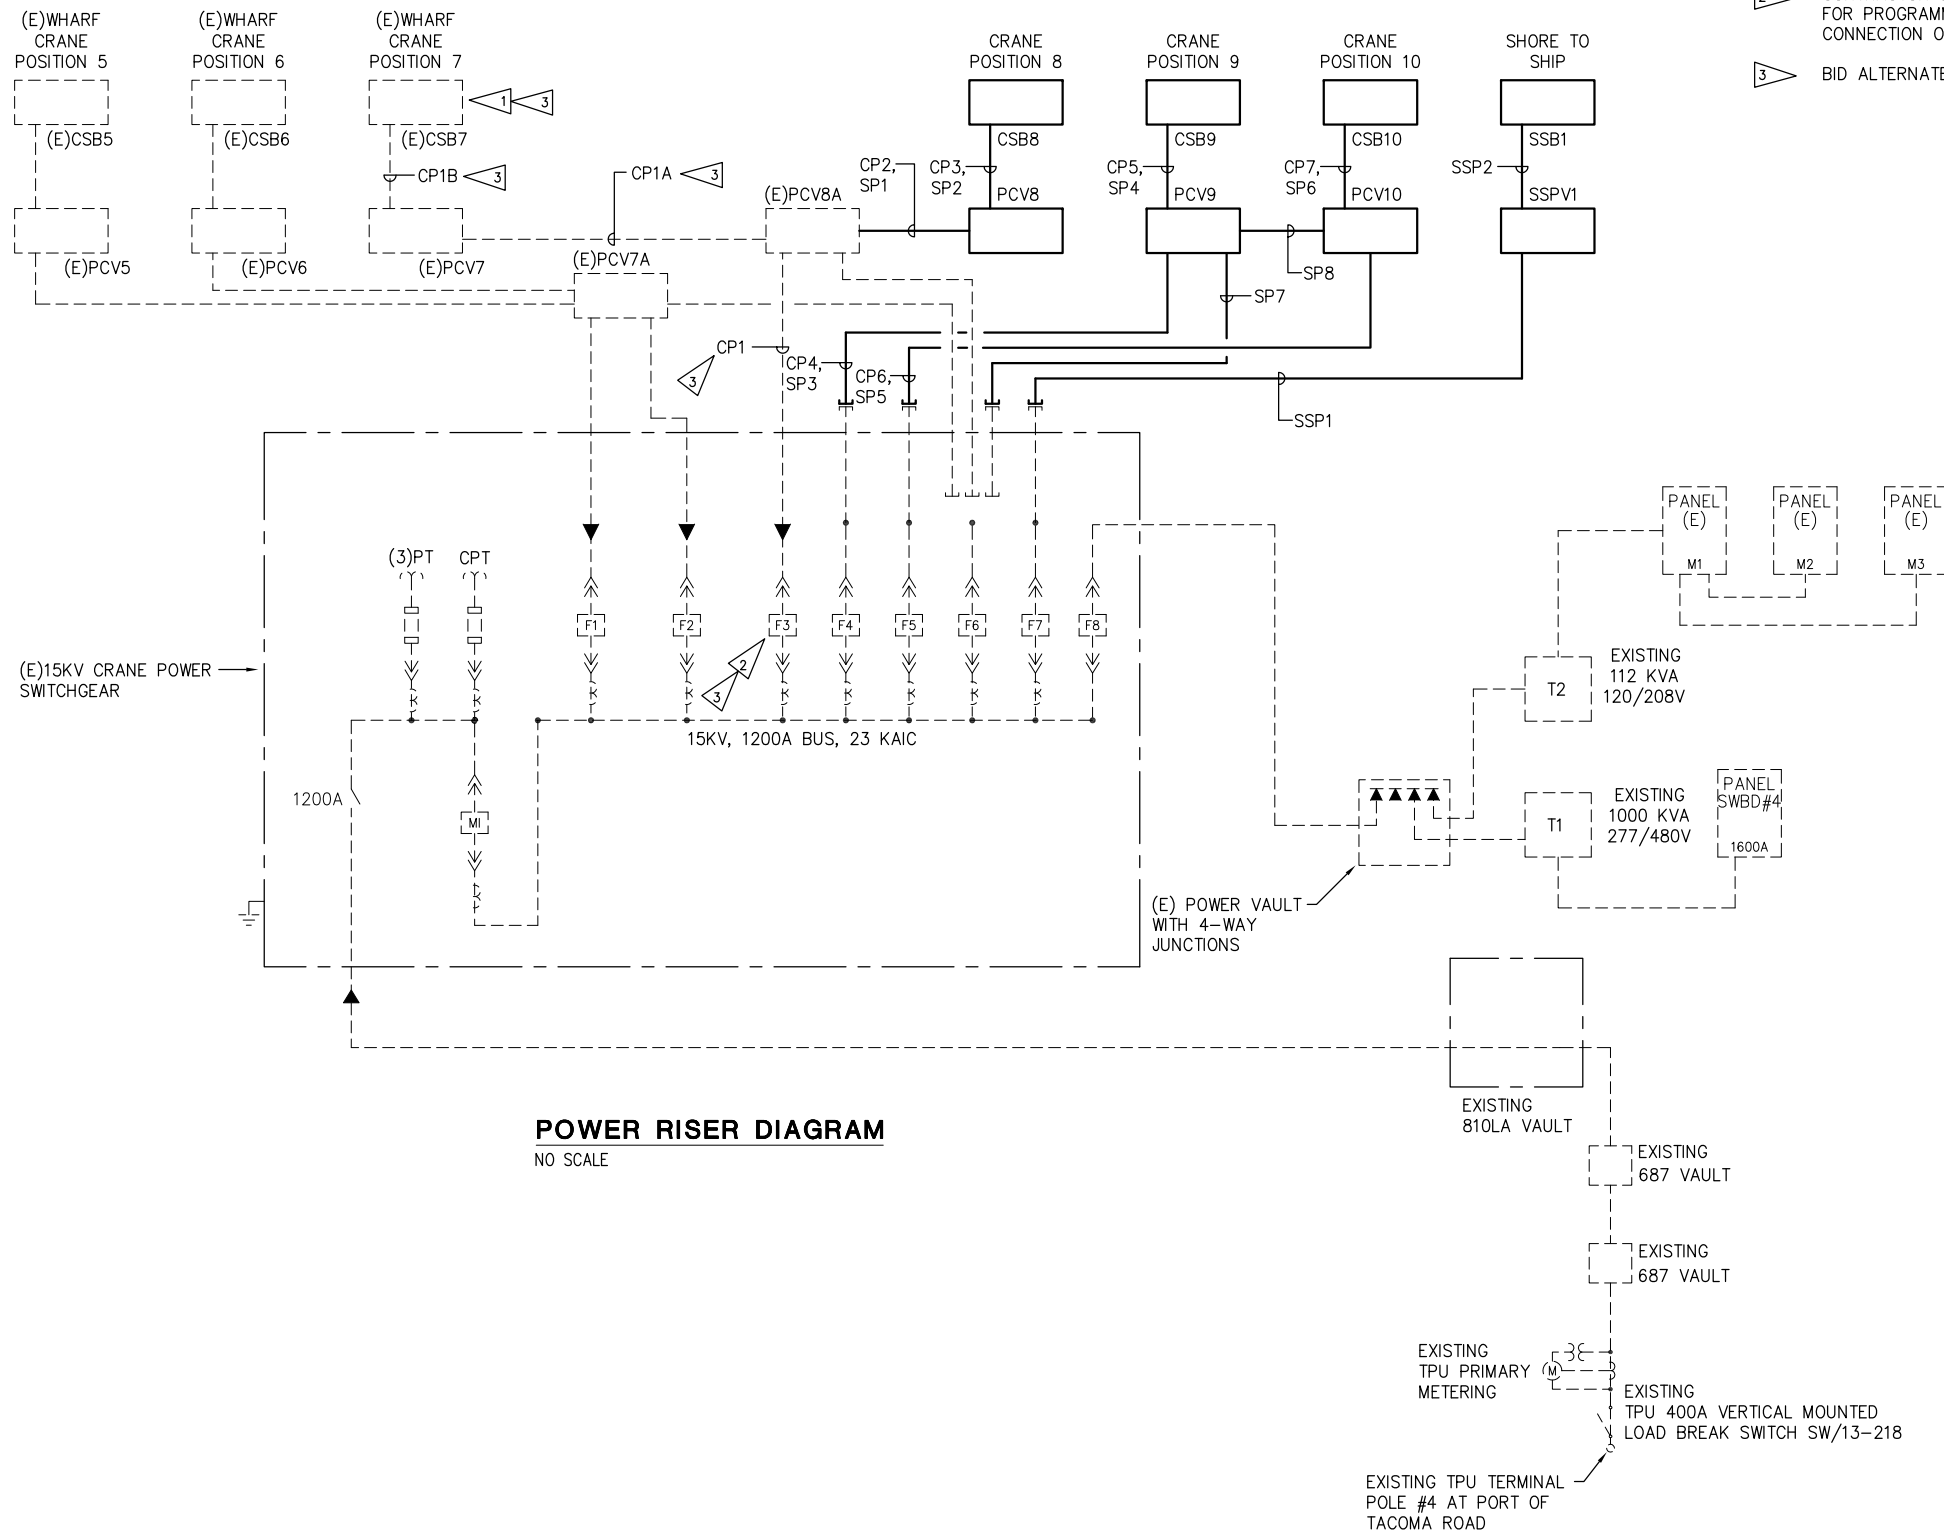 (E)WHARF
CRANE
POSITION 5
(E)WHARF
CRANE
POSITION 6
(E)WHARF
CRANE
POSITION 7
CRANE
POSITION 8
CRANE
POSITION 9
CRANE
POSITION 10
SHORE TO
SHIP
FOR PROGRAMM
CONNECTION O
3
BID ALTERNATE
1
3
(E)CSB5
(E)CSB6
(E)CSB7
CSB8
CSB9
CSB10
SSB1
CP1B
3
CP1A
3
CP2,
SP1
CP3,
SP2
CP5,
SP4
CP7,
SP6
SSP2
(E)PCV8A
PCV8
PCV9
PCV10
SSPV1
(E)PCV5
(E)PCV6
(E)PCV7
(E)PCV7A
SP8
SP7
CP1
3
CP4,
SP3
CP6,
SP5
SSP1
(3)PT
CPT
F1
F2
F3
F4
F5
F6
F7
F8
2
3
(E)15KV CRANE POWER
SWITCHGEAR
15KV, 1200A BUS, 23 KAIC
1200A
MI
PANEL
(E)
M1
PANEL
(E)
M2
PANEL
(E)
M3
T2
EXISTING
112 KVA
120/208V
T1
EXISTING
1000 KVA
277/480V
PANEL
SWBD#4
1600A
(E) POWER VAULT
WITH 4-WAY
JUNCTIONS
EXISTING
810LA VAULT
POWER RISER DIAGRAM
NO SCALE
EXISTING
687 VAULT
EXISTING
687 VAULT
EXISTING
TPU PRIMARY
METERING
M
EXISTING
TPU 400A VERTICAL MOUNTED
LOAD BREAK SWITCH SW/13-218
EXISTING TPU TERMINAL
POLE #4 AT PORT OF
TACOMA ROAD